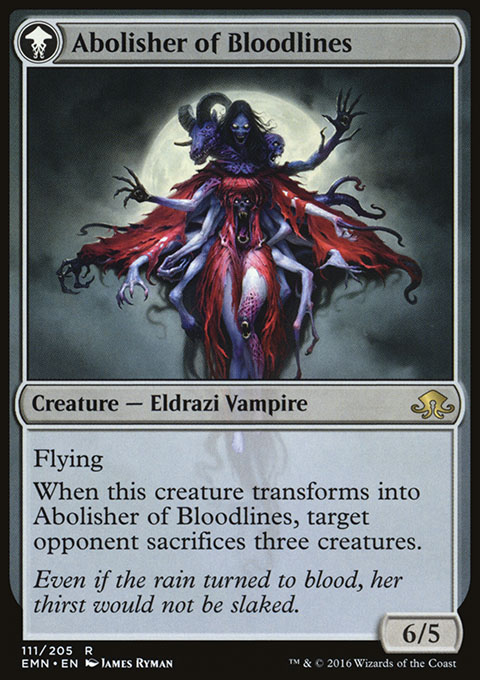 Abolisher of Bloodlines
Creature — Eldrazi Vampire
Flying
When this creature transforms into
Abolisher of Bloodlines, target
opponent sacrifices three creatures.
Even if the rain turned to blood, her
thirst would not be slaked.
6/5
111/205 R
EMN • EN James Ryman
™ & © 2016 Wizards of the Coast